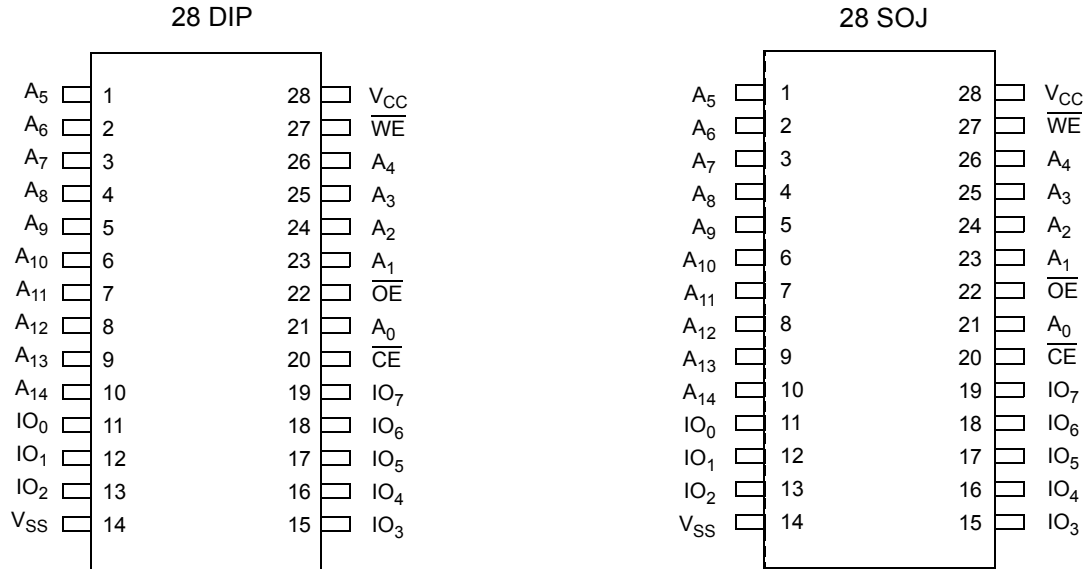 28 DIP
A5 1 28 VCC
A6 2 27 WE
A7 3 26 A4
A8 4 25 A3
A9 5 24 A2
A10 6 23 A1
A11 7 22 OE
A12 8 21 A0
A13 9 20 CE
A14 10 19 IO7
IO0 11 18 IO6
IO1 12 17 IO5
IO2 13 16 IO4
VSS 14 15 IO3
28 SOJ
A5 1 28 VCC
A6 2 27 WE
A7 3 26 A4
A8 4 25 A3
A9 5 24 A2
A10 6 23 A1
A11 7 22 OE
A12 8 21 A0
A13 9 20 CE
A14 10 19 IO7
IO0 11 18 IO6
IO1 12 17 IO5
IO2 13 16 IO4
VSS 14 15 IO3